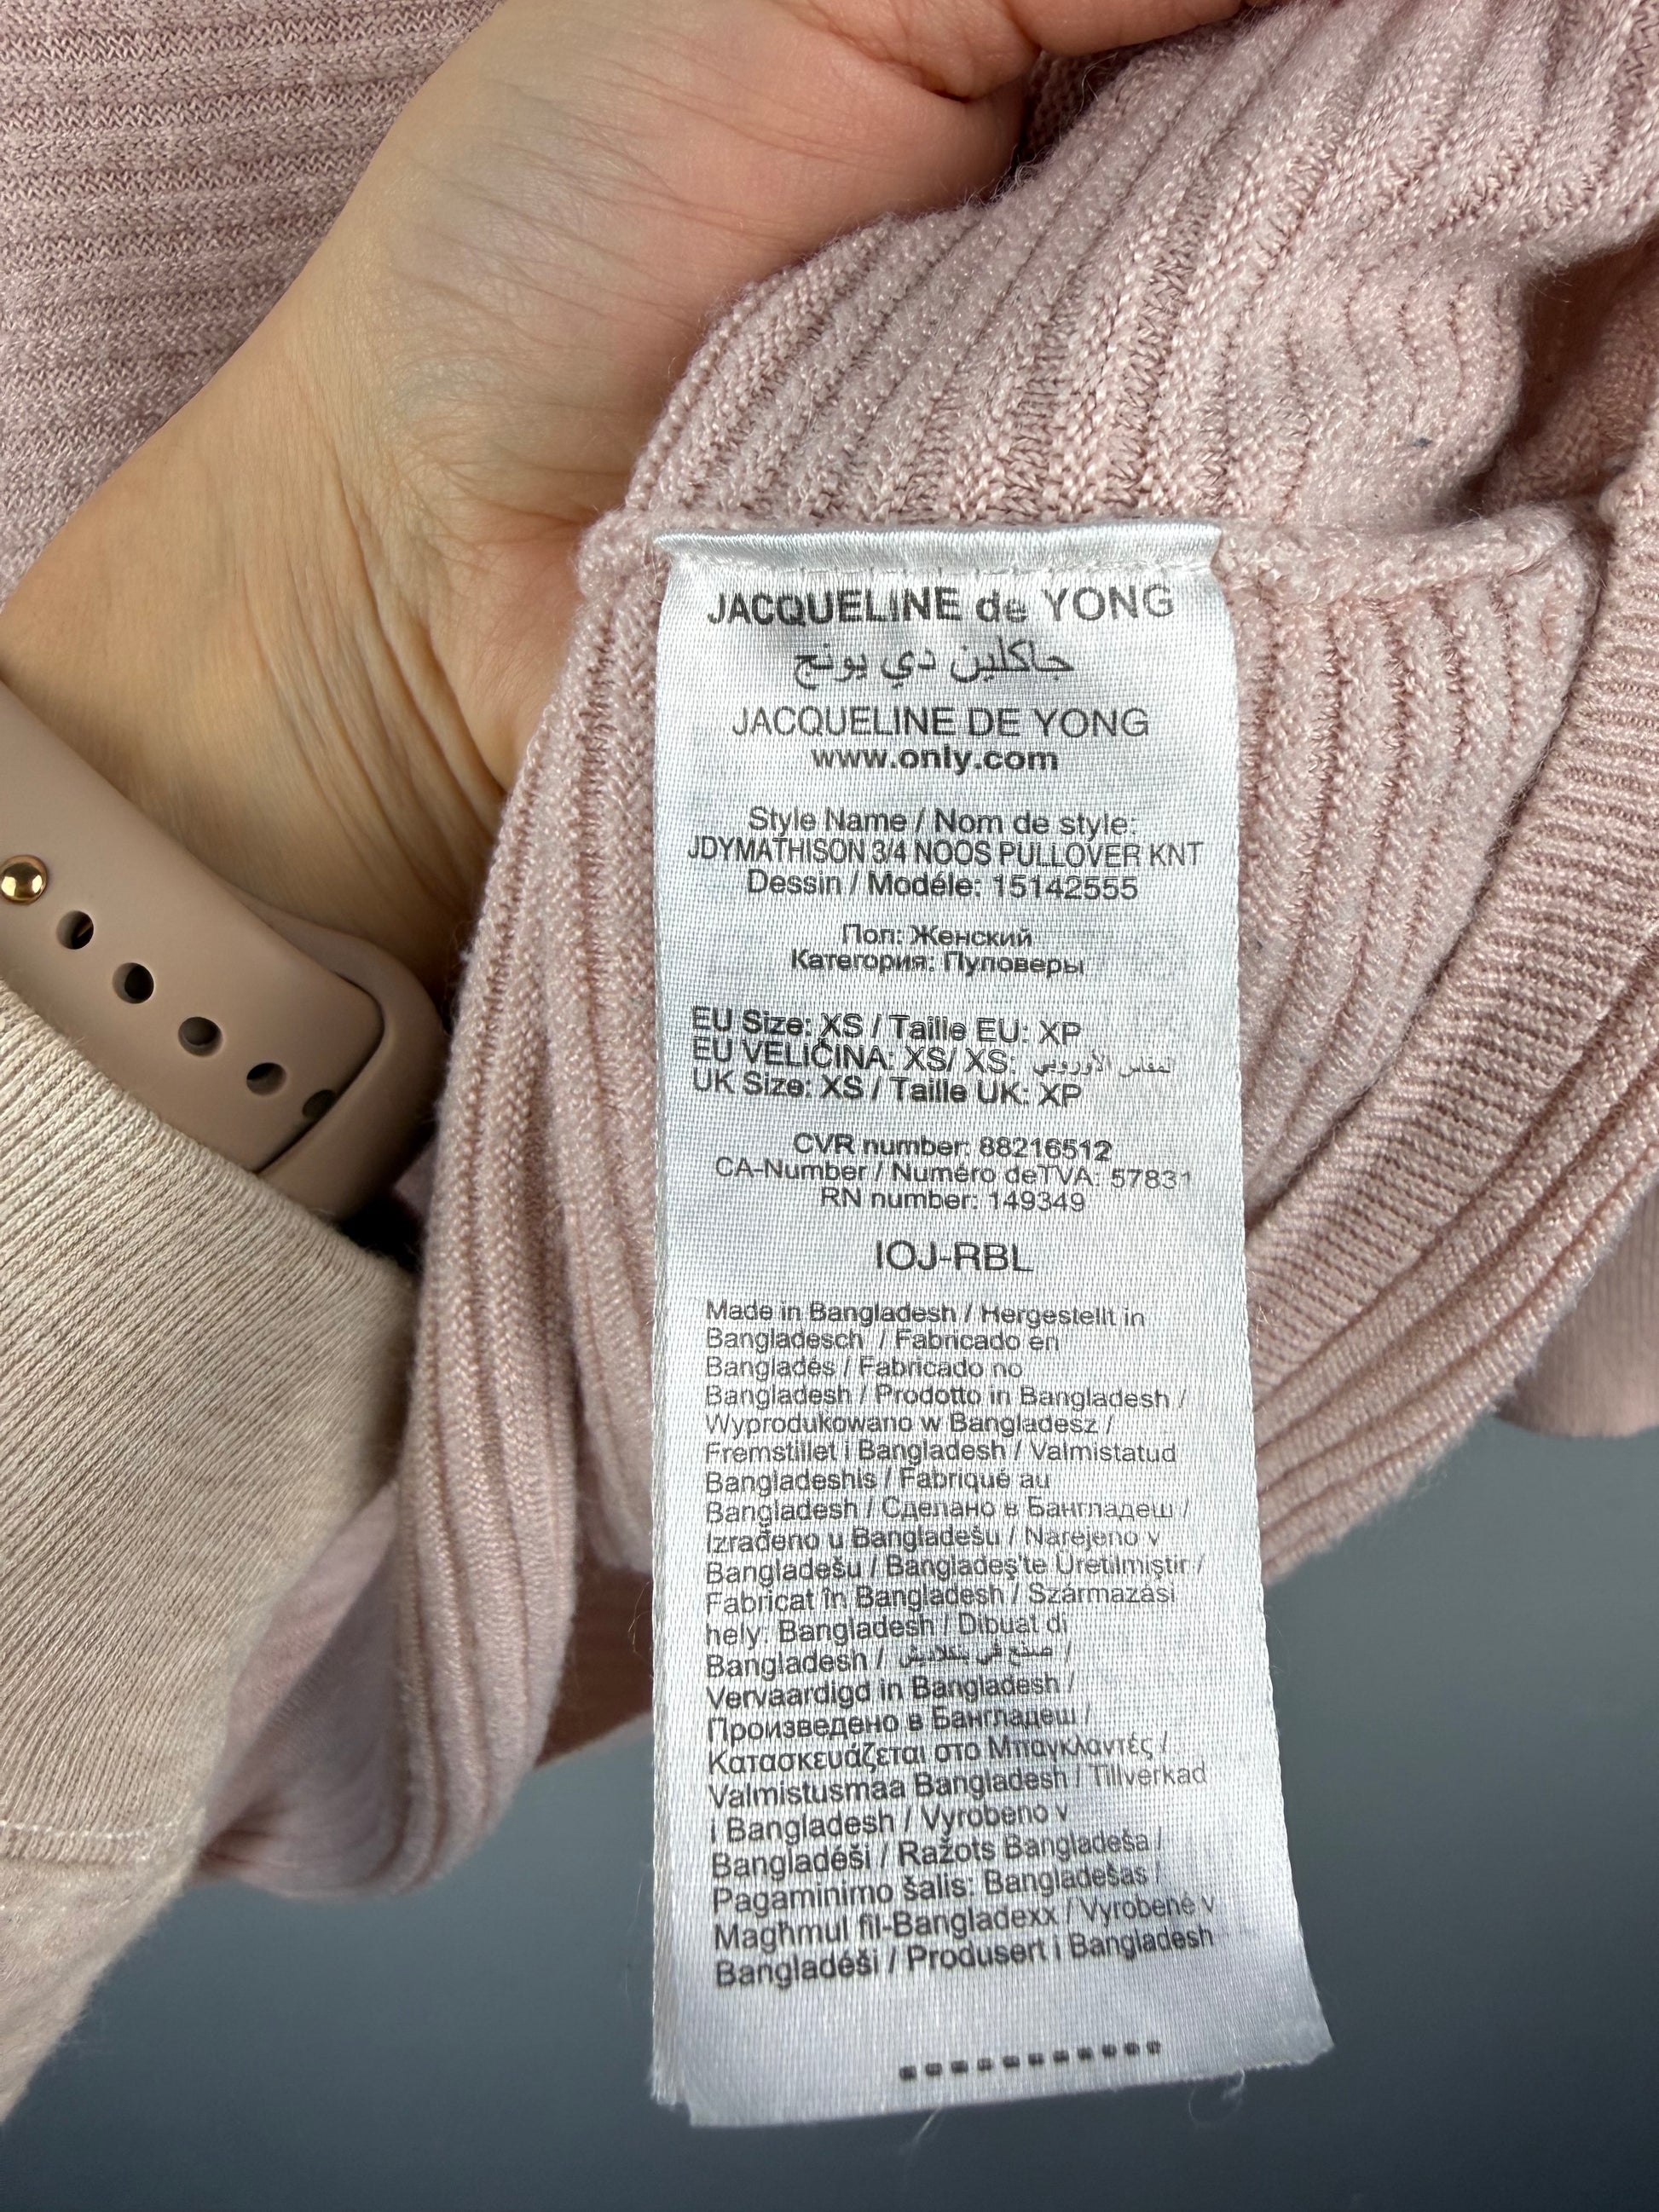 JACQUELINE de YONG
جاكلين دي يونج
JACQUELINE DE YONG
www.only.com
Style Name / Nom de style:
JDYMATHISON 3/4 NOOS PULLOVER KNT
Dessin / Modéle: 15142555
Пол: Женский
Категория: Пуловеры
EU Size: XS / Taille EU: XP
EU VELIČINA: XS/ XS: المقاس الأوروبي
UK Size: XS / Taille UK: XP
CVR number: 88216512
CA-Number / Numéro deTVA: 57831
RN number: 149349
IOJ-RBL
Made in Bangladesh / Hergestellt in
Bangladesch / Fabricado en
Bangladés / Fabricado no
Bangladesh / Prodotto in Bangladesh /
Wyprodukowano w Bangladesz /
Fremstillet i Bangladesh / Valmistatud
Bangladeshis / Fabriqué au
Bangladesh / Сделано в Бангладеш /
Izrađeno u Bangladešu / Narejeno v
Bangladešu / Bangladeş'te Üretilmiştir /
Fabricat în Bangladesh / Származási
hely: Bangladesh / Dibuat di
Bangladesh / صنع في بنغلاديش /
Vervaardigd in Bangladesh /
Произведено в Бангладеш /
Κατασκευάζεται στο Μπαγκλαντές /
Valmistusmaa Bangladesh / Tillverkad
i Bangladesh / Vyrobeno v
Bangladéši / Ražots Bangladeša /
Pagaminimo šalis: Bangladešas /
Magħmul fil-Bangladexx / Vyrobené v
Bangladéši / Produsert i Bangladesh